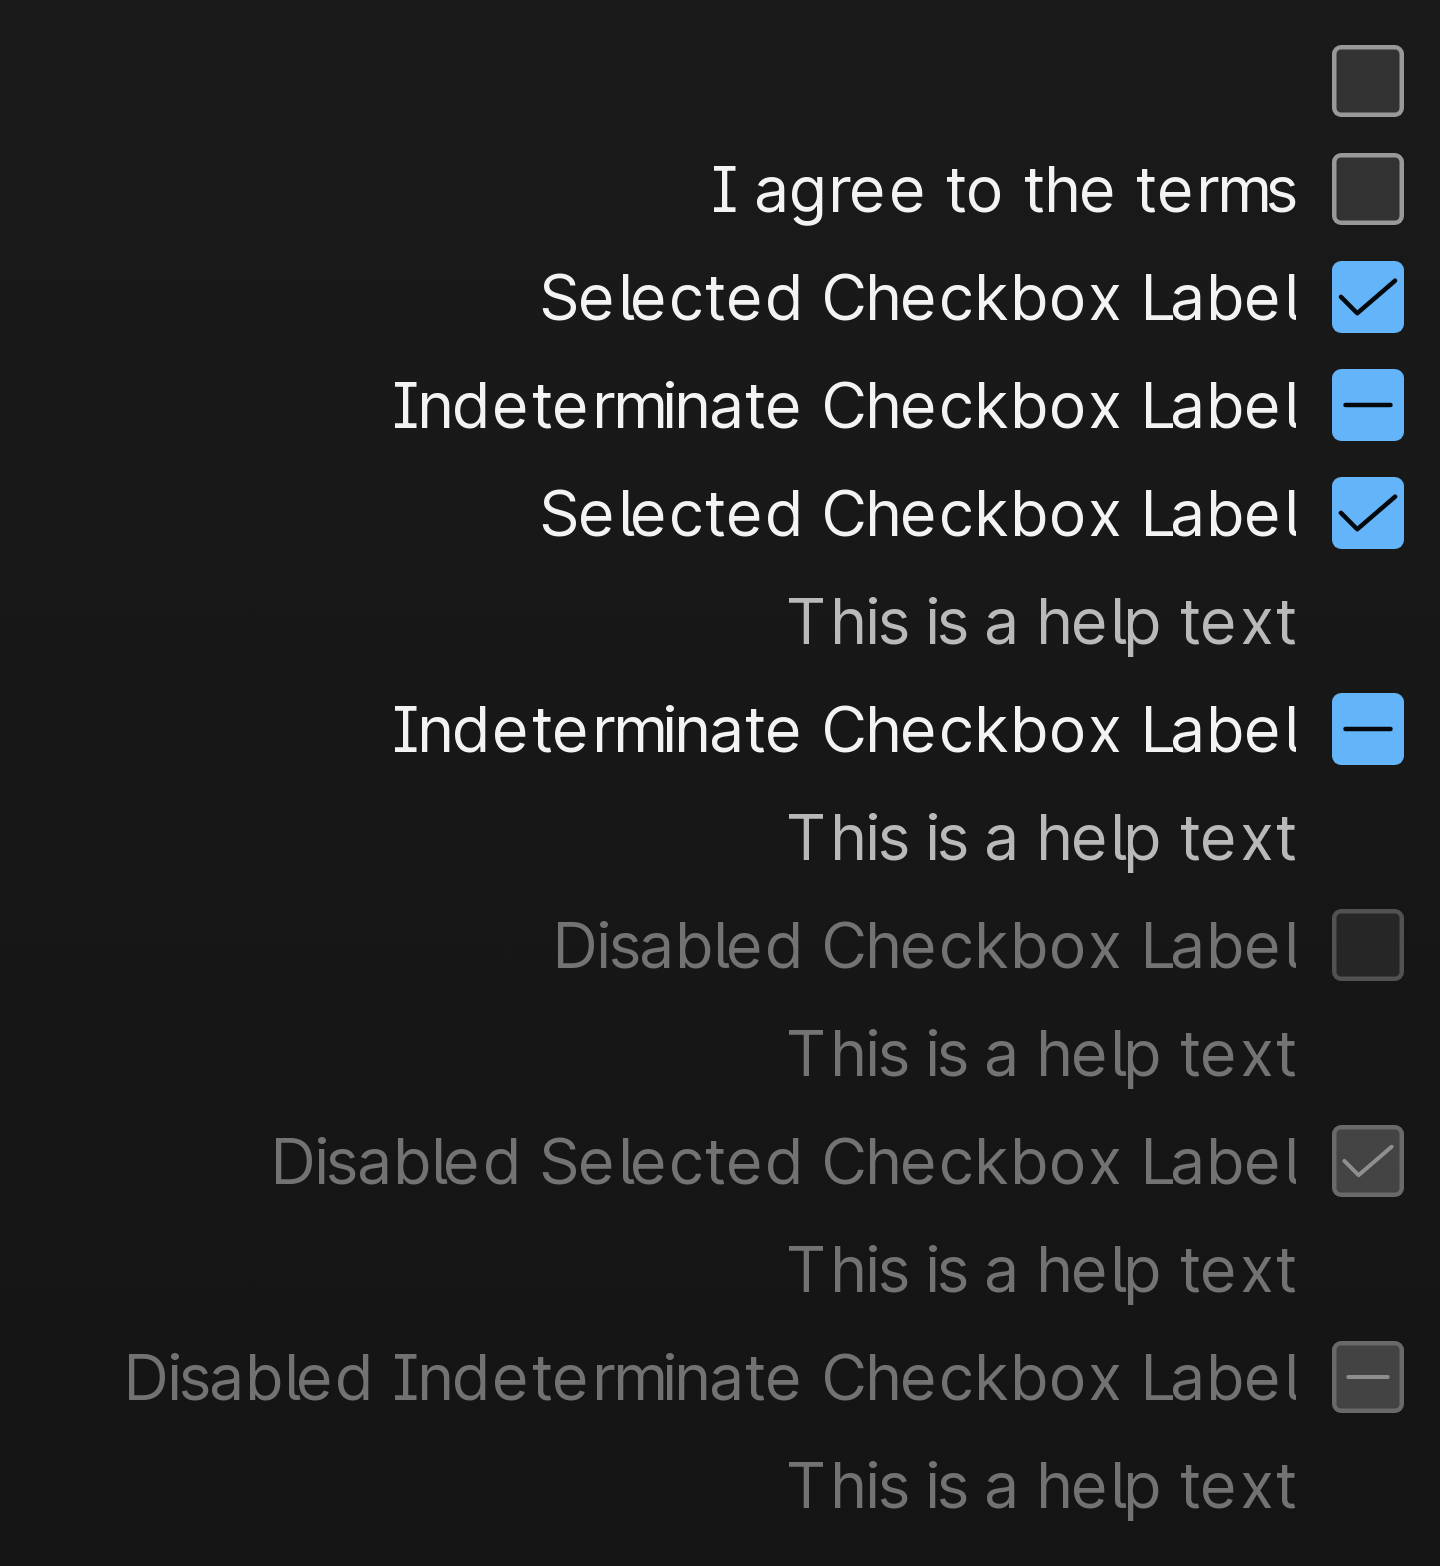 I agree to the terms
Selected Checkbox Label
Indeterminate Checkbox Label
Selected Checkbox Label
This is a help text
Indeterminate Checkbox Label
This is a help text
Disabled Checkbox Label
This is a help text
Disabled Selected Checkbox Label
This is a help text
Disabled Indeterminate Checkbox Label
This is a help text